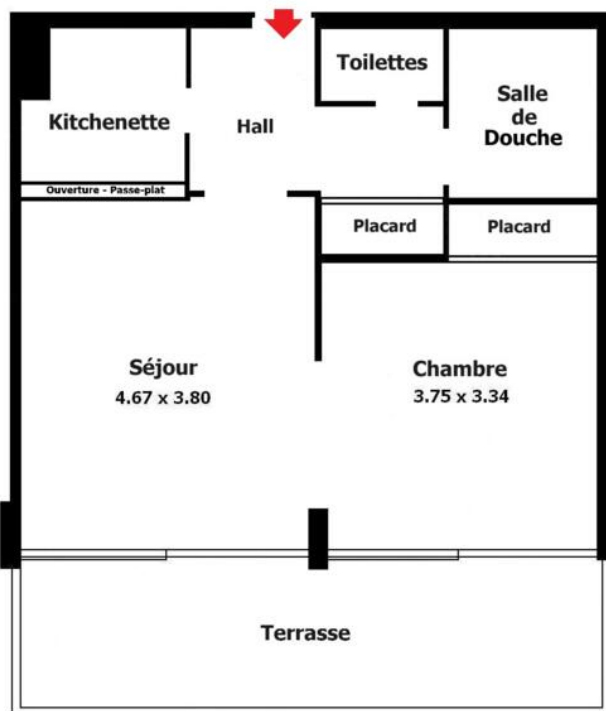 Toilettes
Kitchenette
Hall
Salle
de
Douche
Ouverture - Passe-plat
Placard
Placard
Séjour
4.67 x 3.80
Chambre
3.75 x 3.34
Terrasse